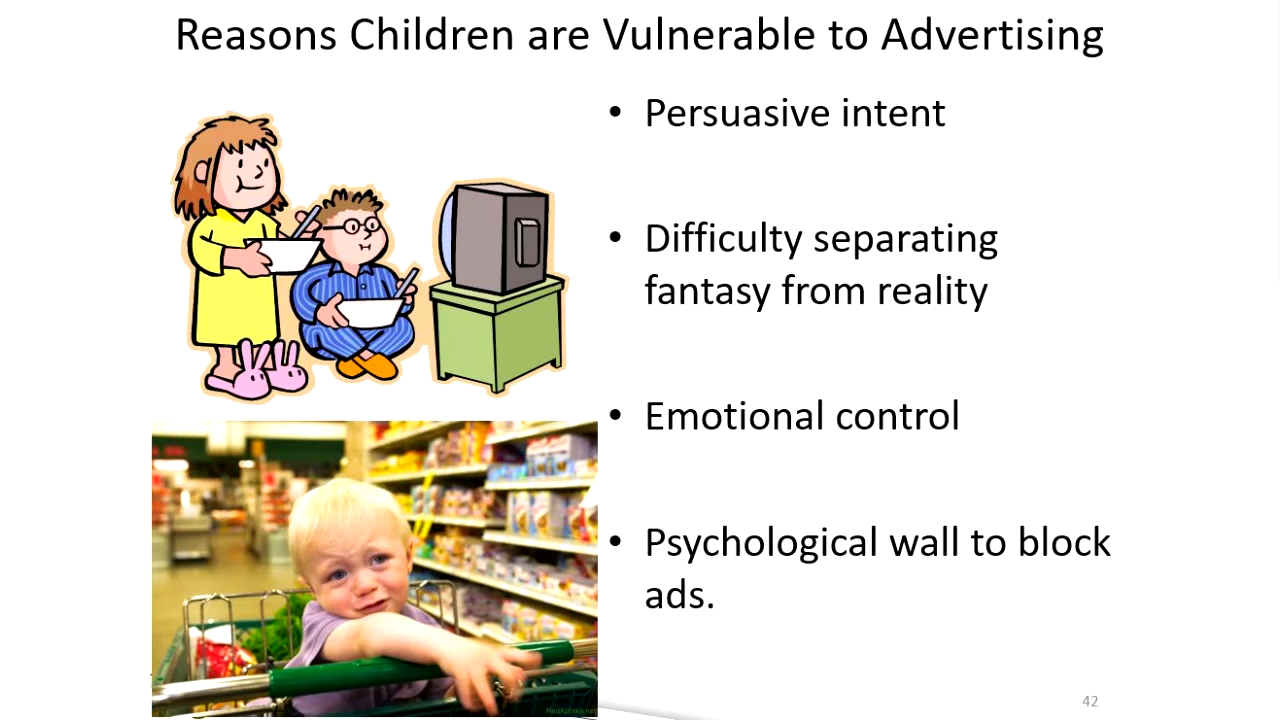 Reasons Children are Vulnerable to Advertising
• Persuasive intent
• Difficulty separating
fantasy from reality
• Emotional control
• Psychological wall to block
ads.
42